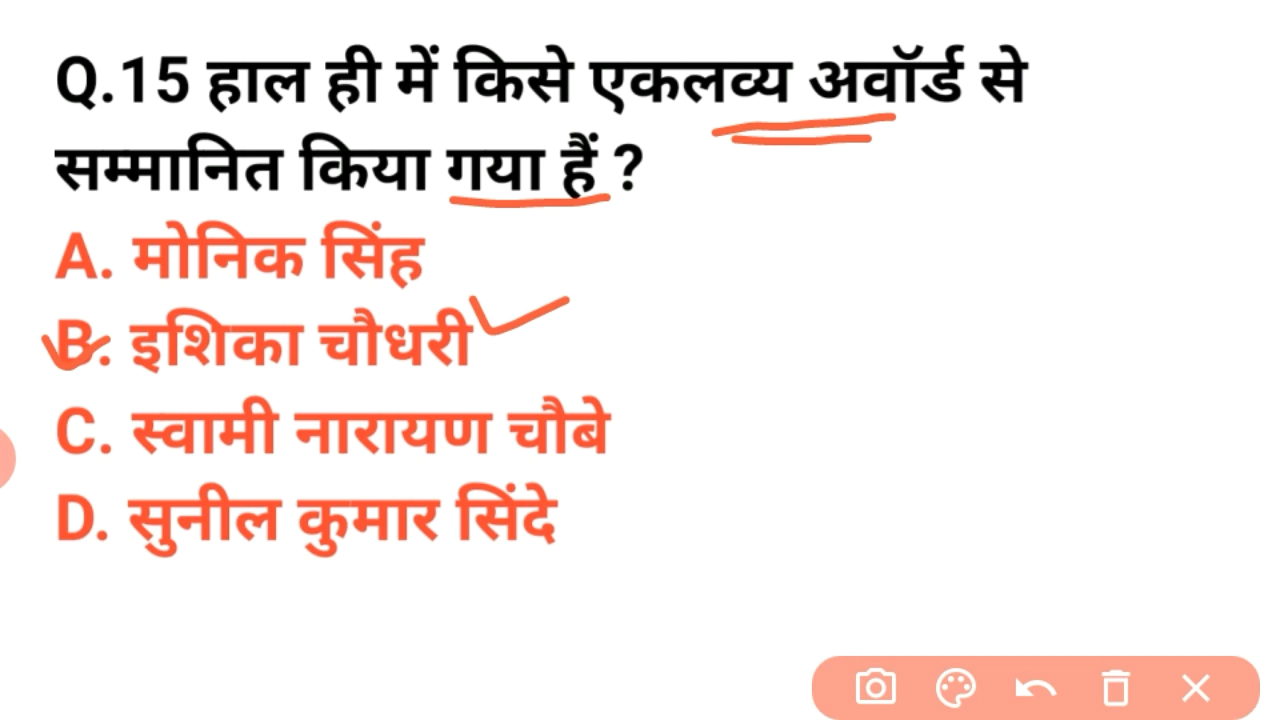 Q.15 हाल ही में किसे एकलव्य अवॉर्ड से
सम्मानित किया गया हैं ?
A. मोनिक सिंह
B. इशिका चौधरी
C. स्वामी नारायण चौबे
D. सुनील कुमार सिंदे